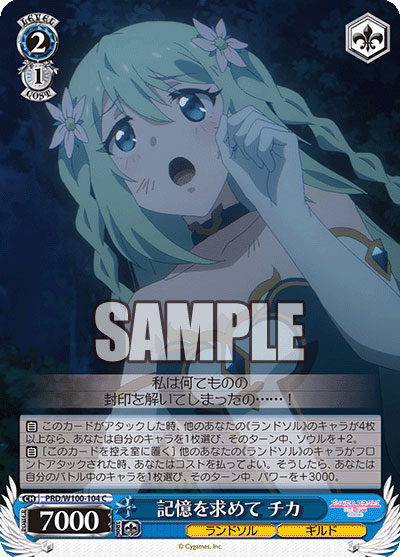 LEVEL
2
1
COST
SAMPLE
私は何てものの
封印を解いてしまったの……!
自 このカードがアタックした時、他のあなたの《ランドソル》のキャラが4枚
以上なら、あなたは自分のキャラを1枚選び、そのターン中、ソウルを+2。
自 [このカードを控え室に置く] 他のあなたの《ランドソル》のキャラがフ
ロントアタックされた時、あなたはコストを払ってよい。そうしたら、あなたは
バトル中の自分のキャラを1枚選び、そのターン中、パワーを+3000。
CH PRD/W100-104 C
POWER
7000
記憶を求めて チカ
ランドソル
ギルド
© Cygames, Inc.